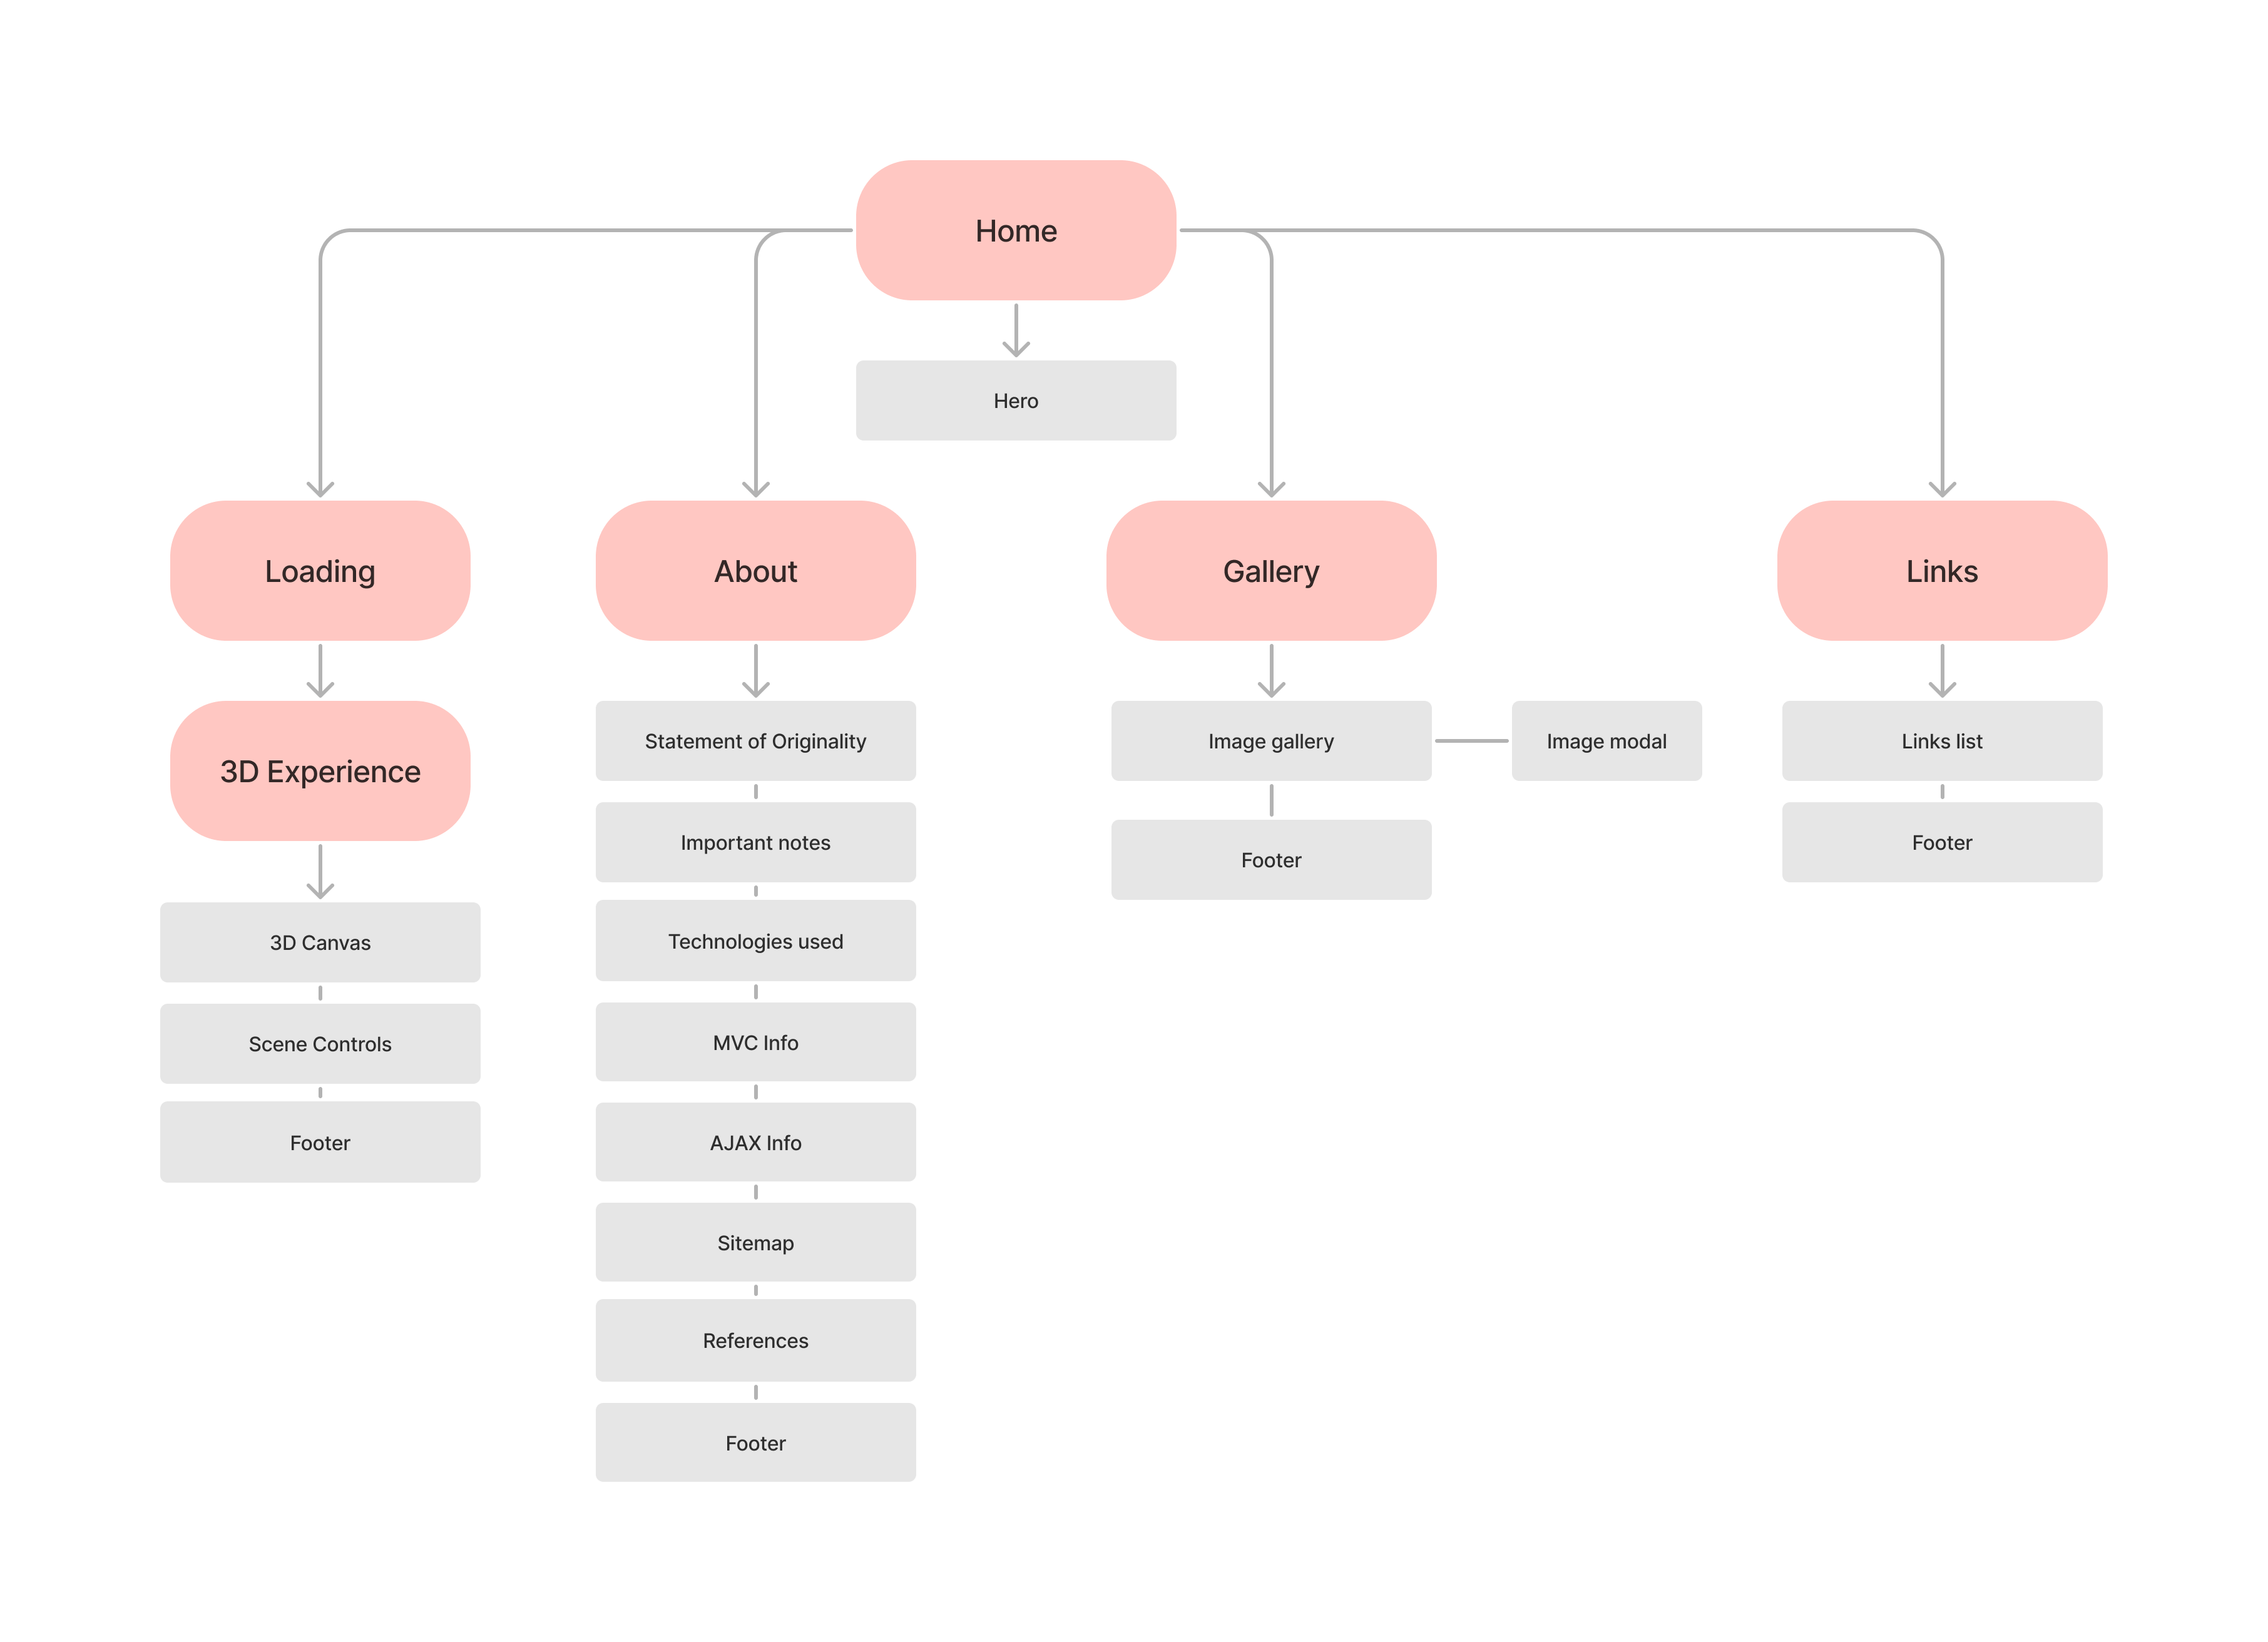 Home
Hero
Loading
About
Gallery
Links
3D Experience
Statement of Originality
Image gallery
Image modal
Links list
Important notes
Footer
Footer
3D Canvas
Technologies used
Scene Controls
MVC Info
Footer
AJAX Info
Sitemap
References
Footer